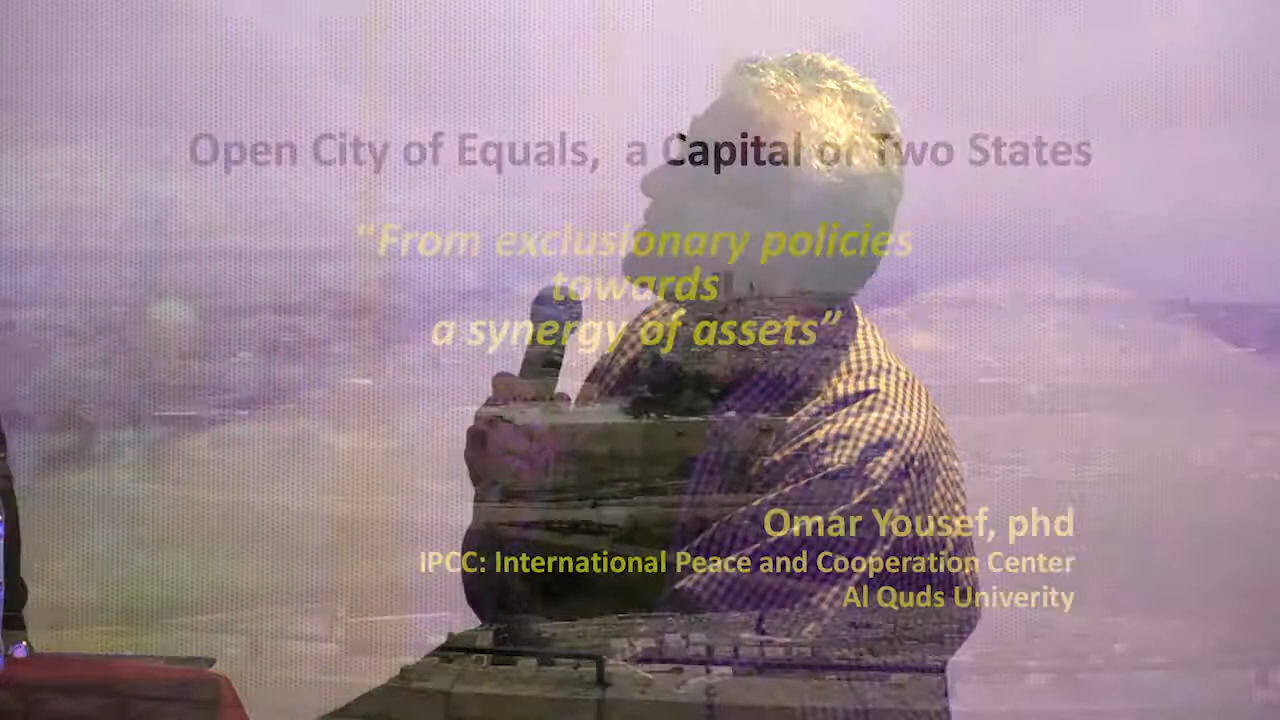 Open City of Equals, a Capital of Two States
"From exclusionary policies
towards
a synergy of assets”
Omar Yousef, phd
IPCC: International Peace and Cooperation Center
Al Quds Univerity